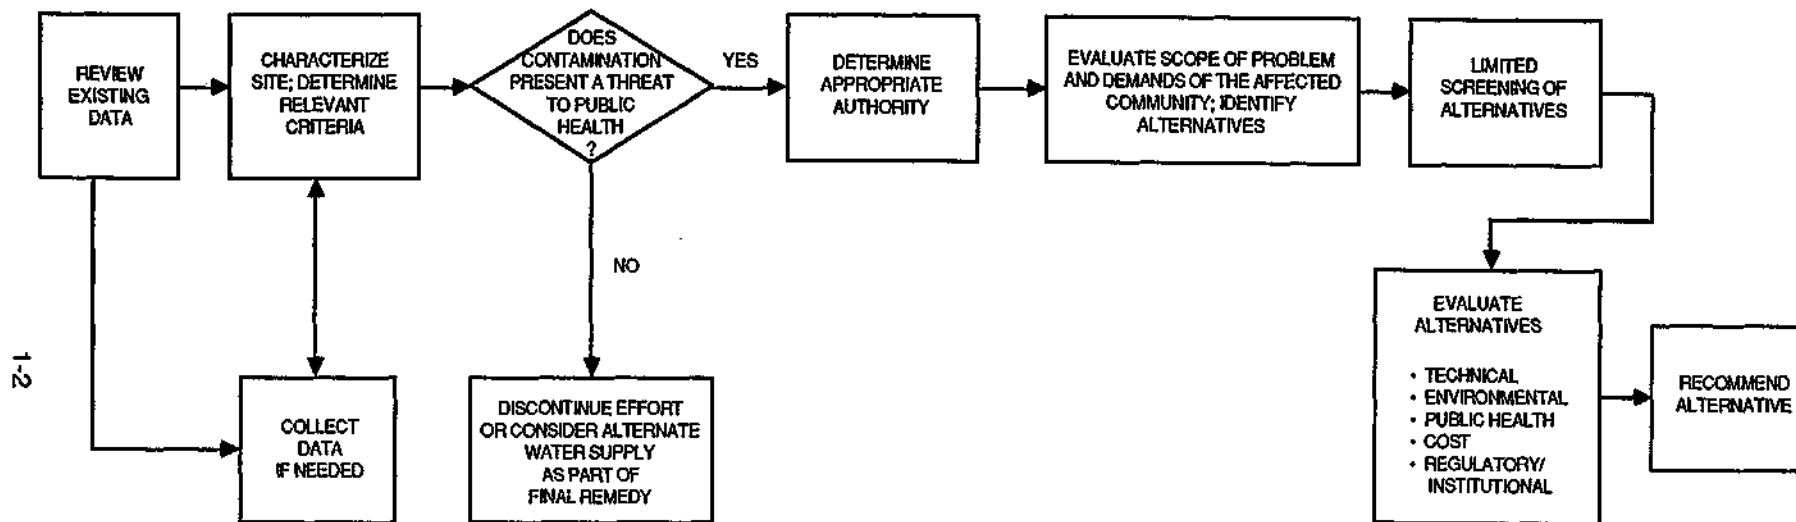 REVIEW
EXISTING
DATA
CHARACTERIZE
SITE; DETERMINE
RELEVANT
CRITERIA
DOES
CONTAMINATION
PRESENT A THREAT
TO PUBLIC
HEALTH
?
YES
DETERMINE
APPROPRIATE
AUTHORITY
EVALUATE SCOPE OF PROBLEM
AND DEMANDS OF THE AFFECTED
COMMUNITY; IDENTIFY
ALTERNATIVES
LIMITED
SCREENING OF
ALTERNATIVES
NO
COLLECT
DATA
IF NEEDED
DISCONTINUE EFFORT
OR CONSIDER ALTERNATE
WATER SUPPLY
AS PART OF
FINAL REMEDY
EVALUATE
ALTERNATIVES
• TECHNICAL
• ENVIRONMENTAL
• PUBLIC HEALTH
• COST
• REGULATORY/
INSTITUTIONAL
RECOMMEND
ALTERNATIVE
1-2